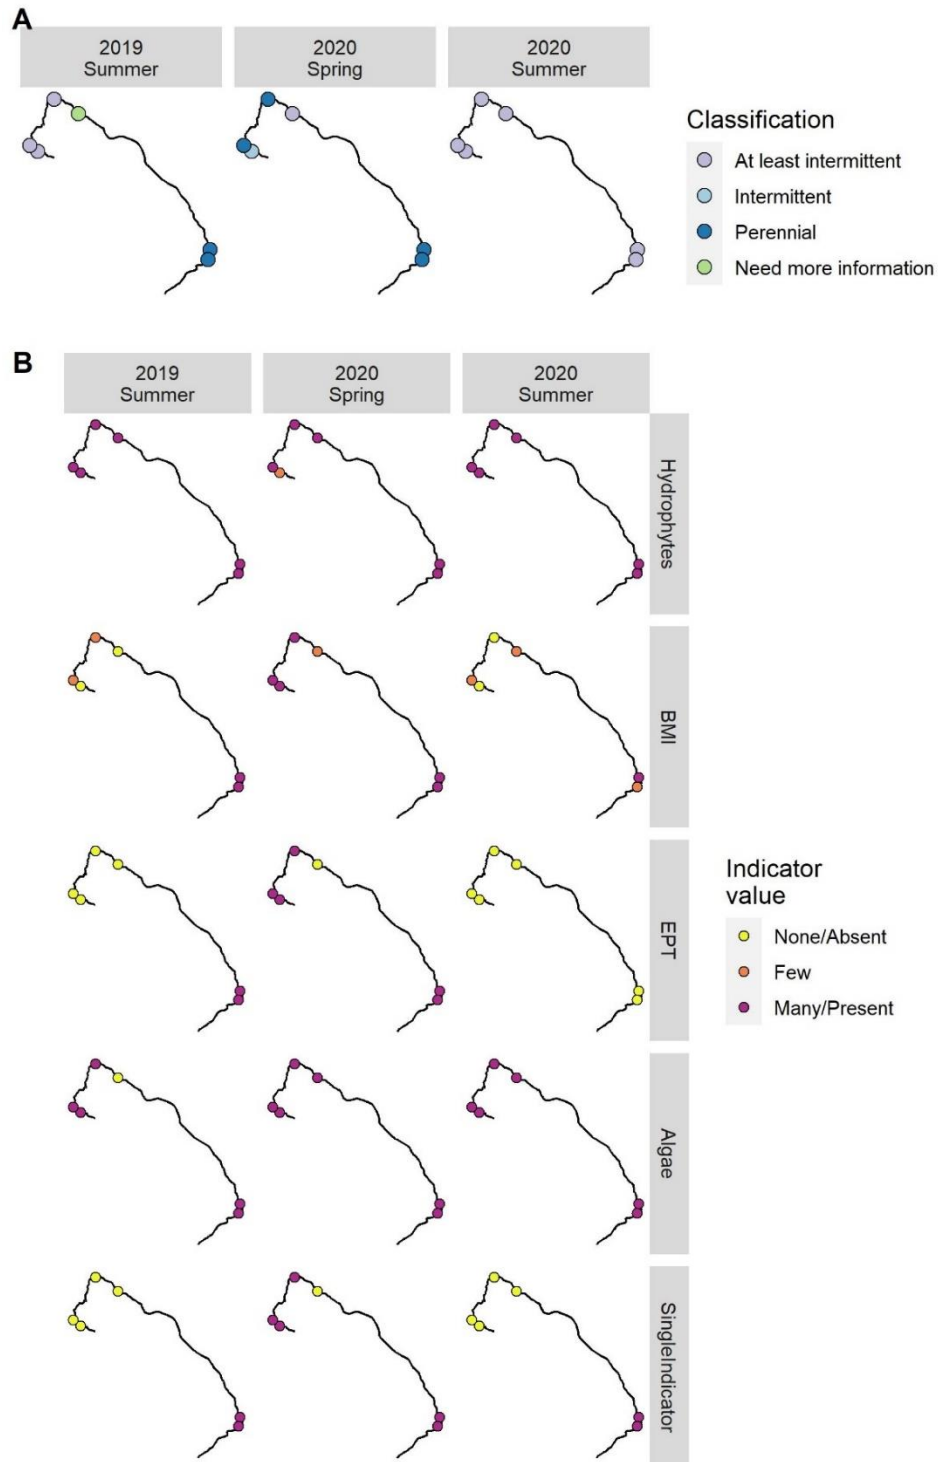 A
2019
Summer
2020
Spring
2020
Summer
Classification
At least intermittent
Intermittent
Perennial
Need more information
B
2019
Summer
2020
Spring
2020
Summer
Hydrophytes
BMI
EPT
Algae
SingleIndicator
Indicator
value
None/Absent
Few
Many/Present